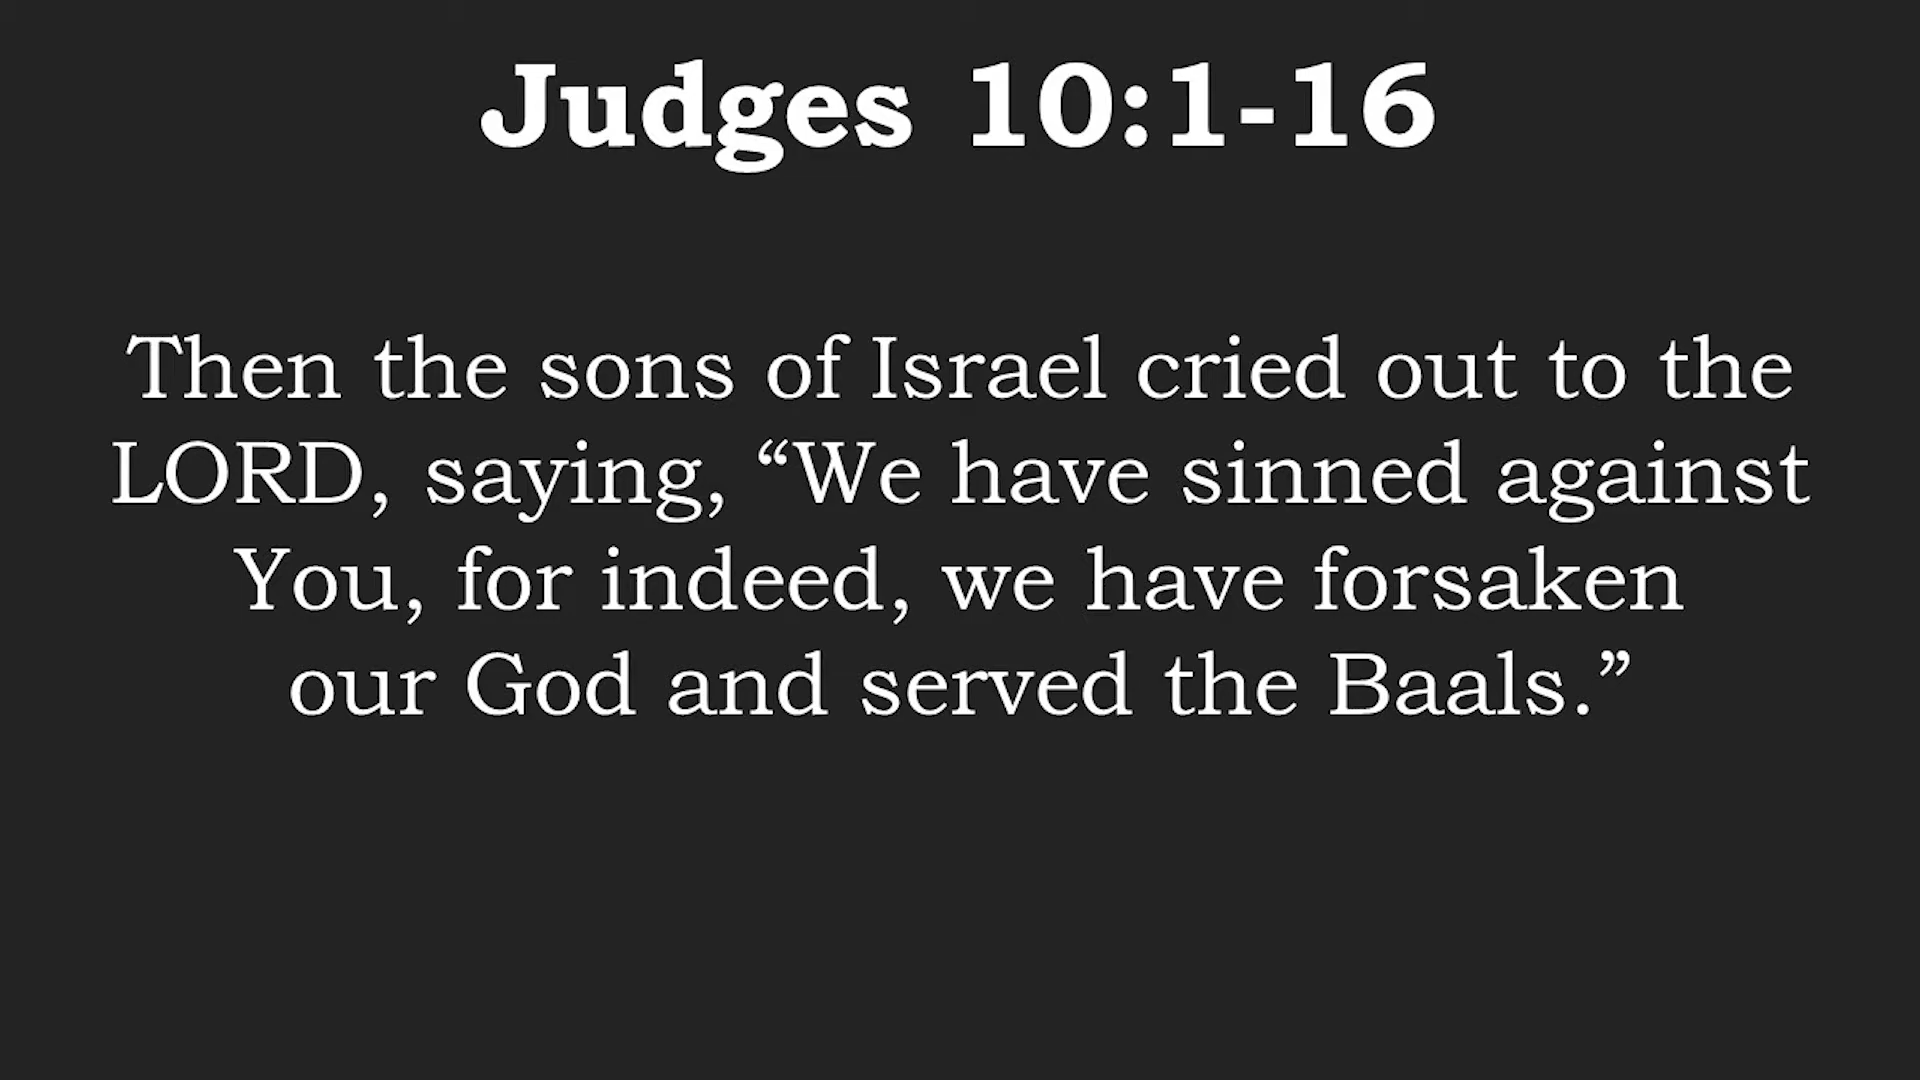 Judges 10:1-16
Then the sons of Israel cried out to the
LORD, saying, “We have sinned against
You, for indeed, we have forsaken
our God and served the Baals.”